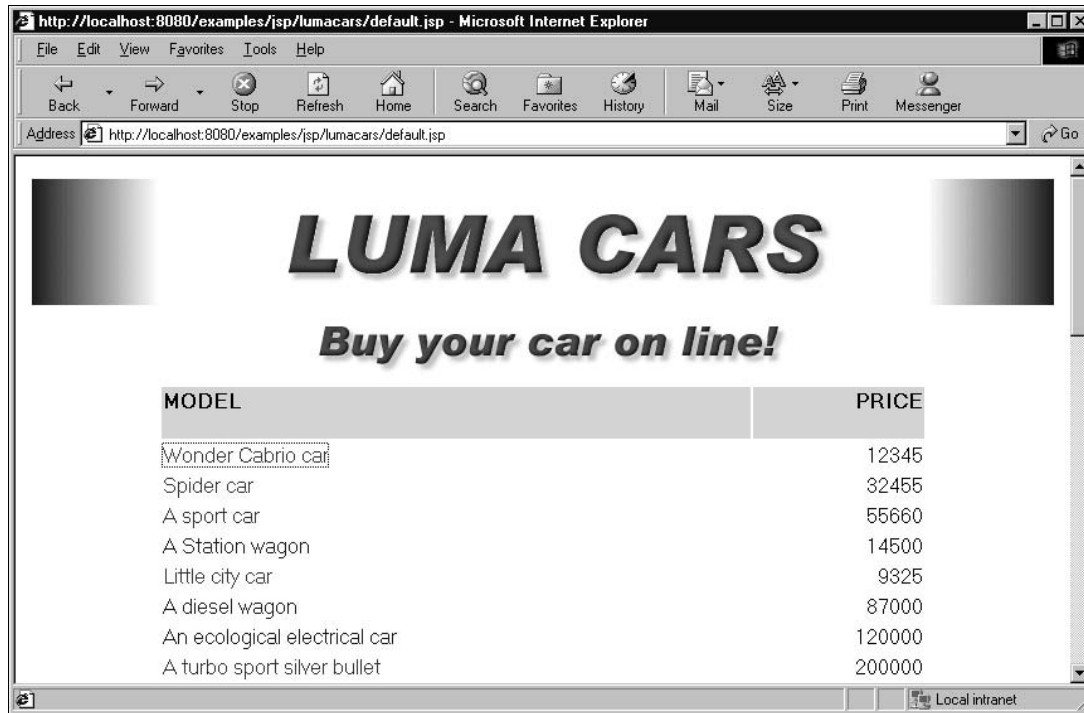 http://localhost:8080/examples/jsp/lumacars/default.jsp - Microsoft Internet Explorer
File Edit View Favorites Tools Help
Back Forward Stop Refresh Home Search Favorites History Mail Size Print Messenger
Address http://localhost:8080/examples/jsp/lumacars/default.jsp Go
LUMA CARS
Buy your car on line!
MODEL PRICE
Wonder Cabrio car 12345
Spider car 32455
A sport car 55660
A Station wagon 14500
Little city car 9325
A diesel wagon 87000
An ecological electrical car 120000
A turbo sport silver bullet 200000
Local intranet